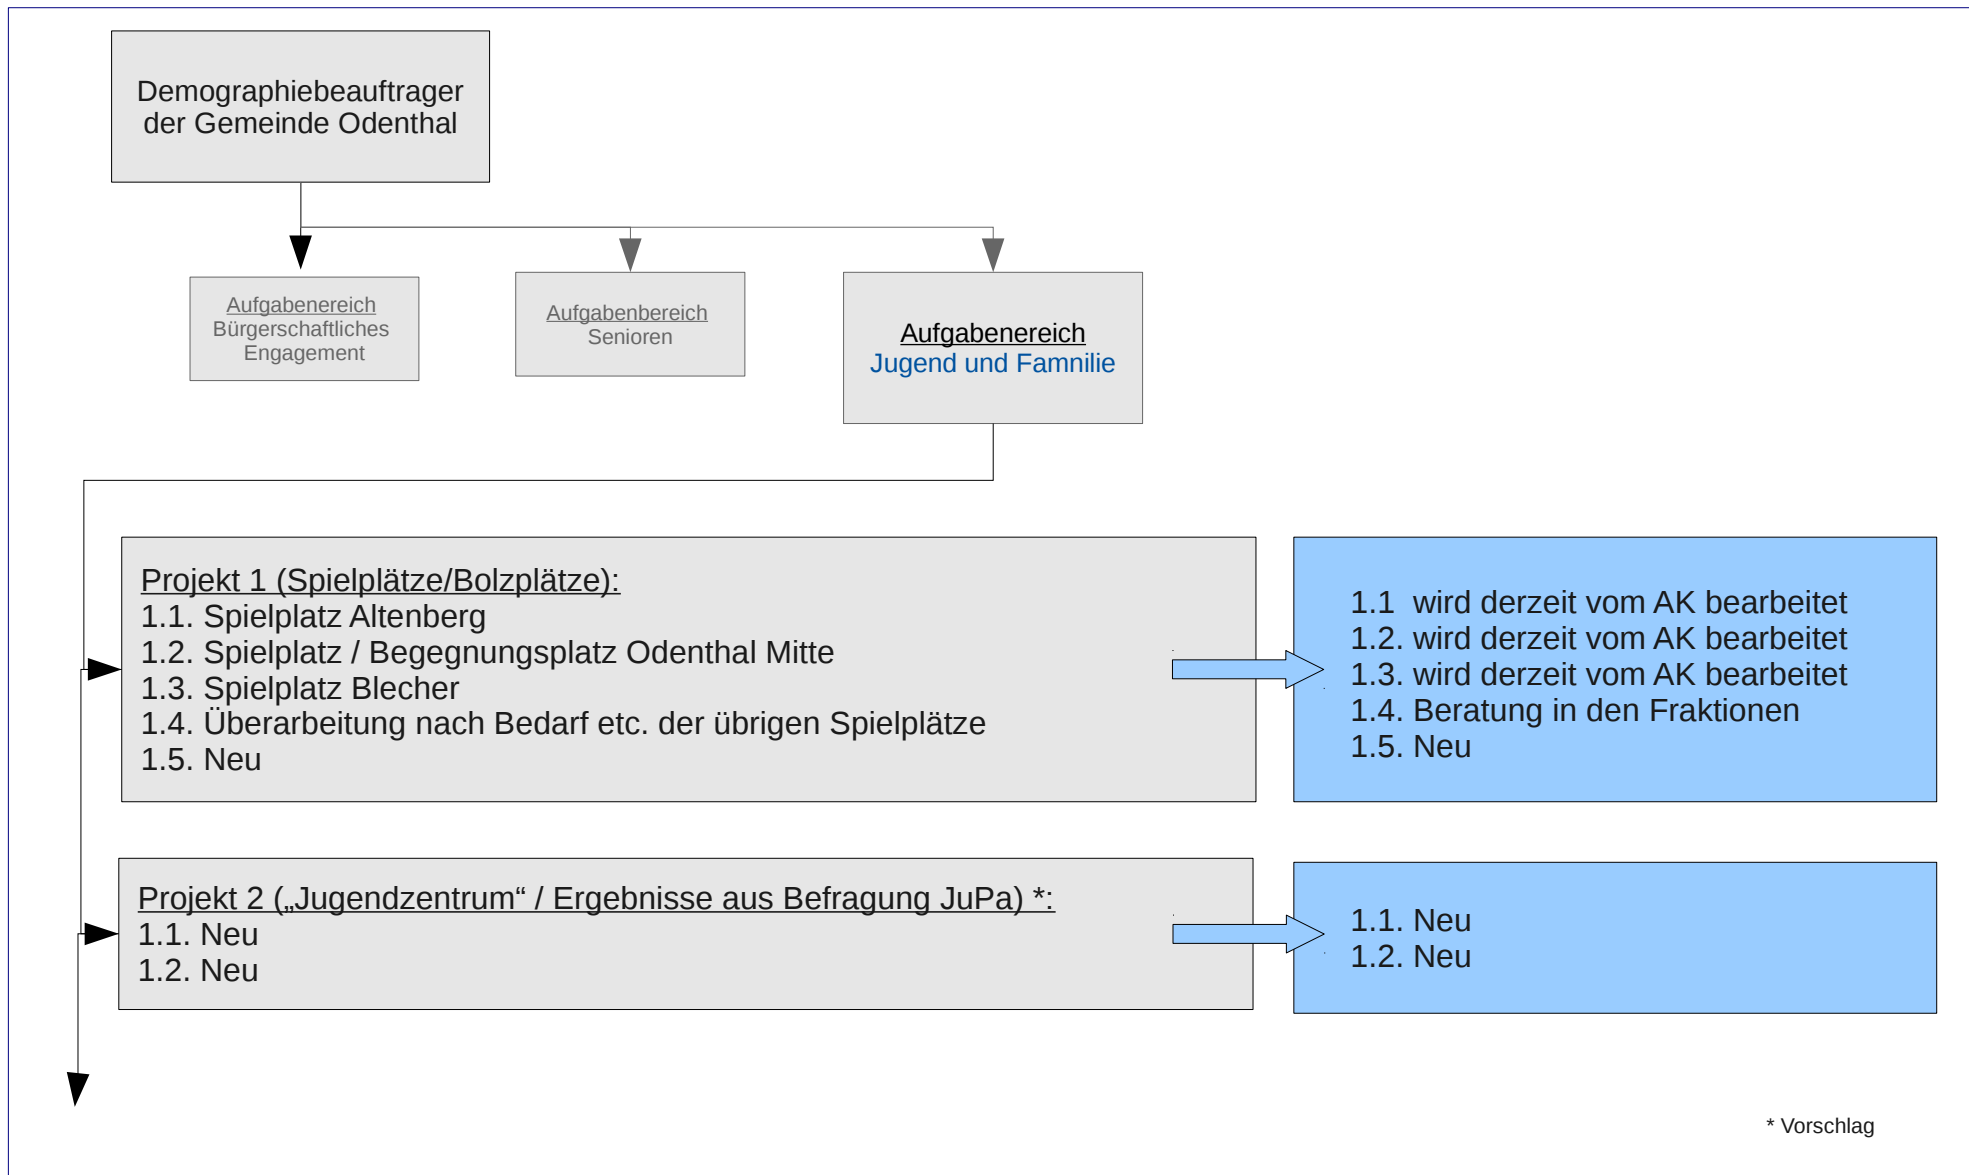 Demographiebeauftrager
der Gemeinde Odenthal
Aufgabenereich
Bürgerschaftliches
Engagement
Aufgabenbereich
Senioren
Aufgabenereich
Jugend und Famnilie
Projekt 1 (Spielplätze/Bolzplätze):
1.1. Spielplatz Altenberg
1.2. Spielplatz / Begegnungsplatz Odenthal Mitte
1.3. Spielplatz Blecher
1.4. Überarbeitung nach Bedarf etc. der übrigen Spielplätze
1.5. Neu
1.1 wird derzeit vom AK bearbeitet
1.2. wird derzeit vom AK bearbeitet
1.3. wird derzeit vom AK bearbeitet
1.4. Beratung in den Fraktionen
1.5. Neu
Projekt 2 („Jugendzentrum“ / Ergebnisse aus Befragung JuPa) *:
1.1. Neu
1.2. Neu
1.1. Neu
1.2. Neu
* Vorschlag